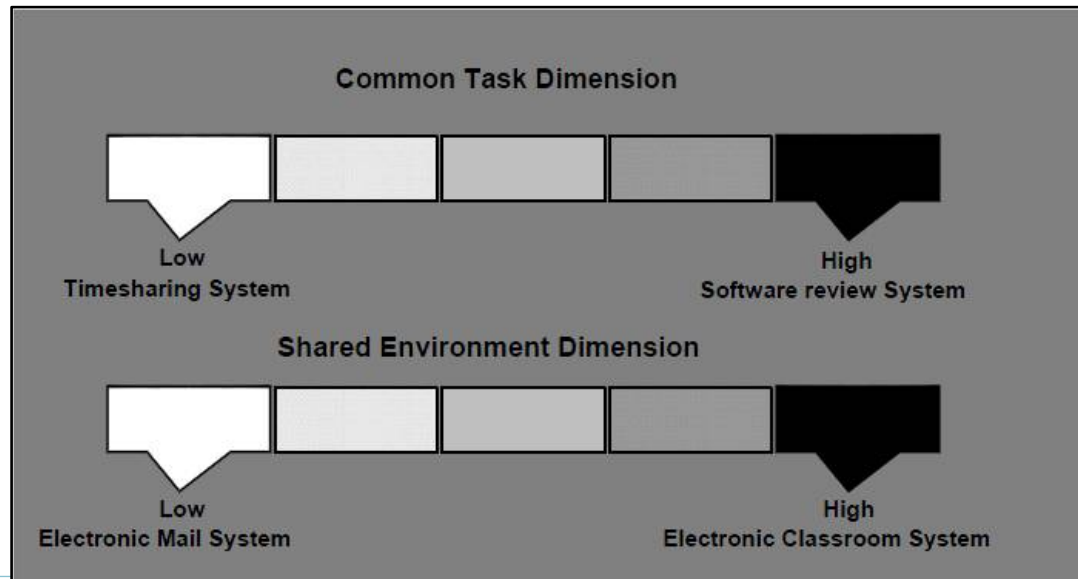 Common Task Dimension
Low
Timesharing System
High
Software review System
Shared Environment Dimension
Low
Electronic Mail System
High
Electronic Classroom System